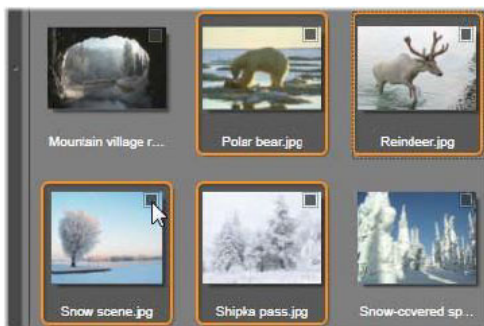 Mountain village r...
Polar bear.jpg
Reindeer.jpg
Snow scene.jpg
Shipka pass.jpg
Snow-covered sp...